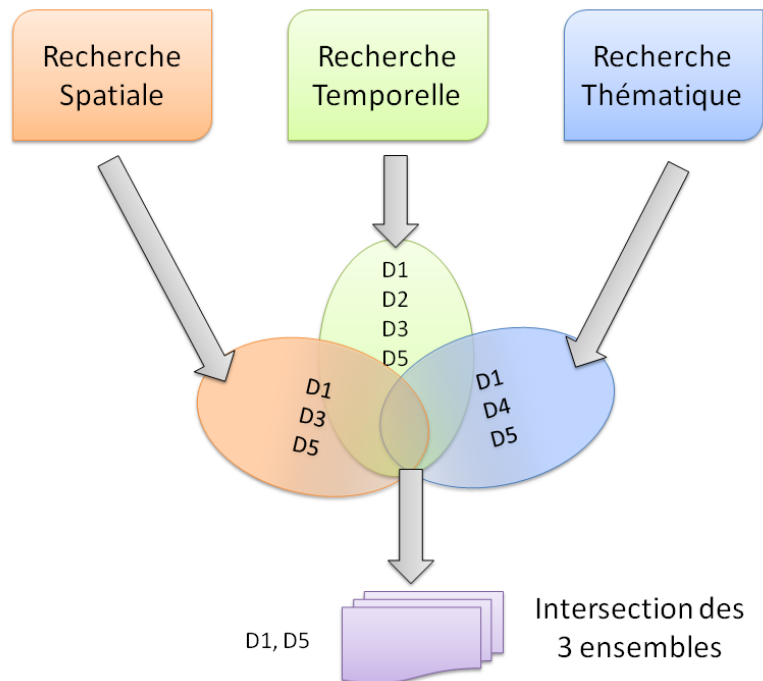 Recherche
Spatiale
Recherche
Temporelle
Recherche
Thématique
D1
D2
D3
D5
D1
D3
D5
D1
D4
D5
D1, D5
Intersection des
3 ensembles